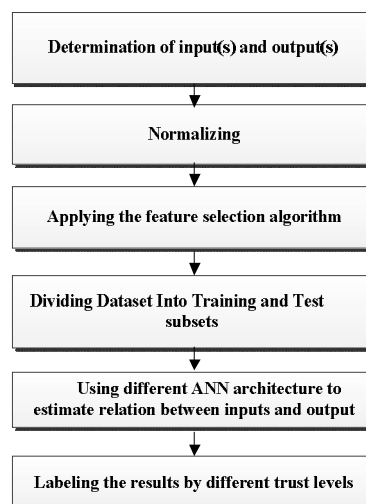 Determination of input(s) and output(s)
Normalizing
Applying the feature selection algorithm
Dividing Dataset Into Training and Test
subsets
Using different ANN architecture to
estimate relation between inputs and output
Labeling the results by different trust levels